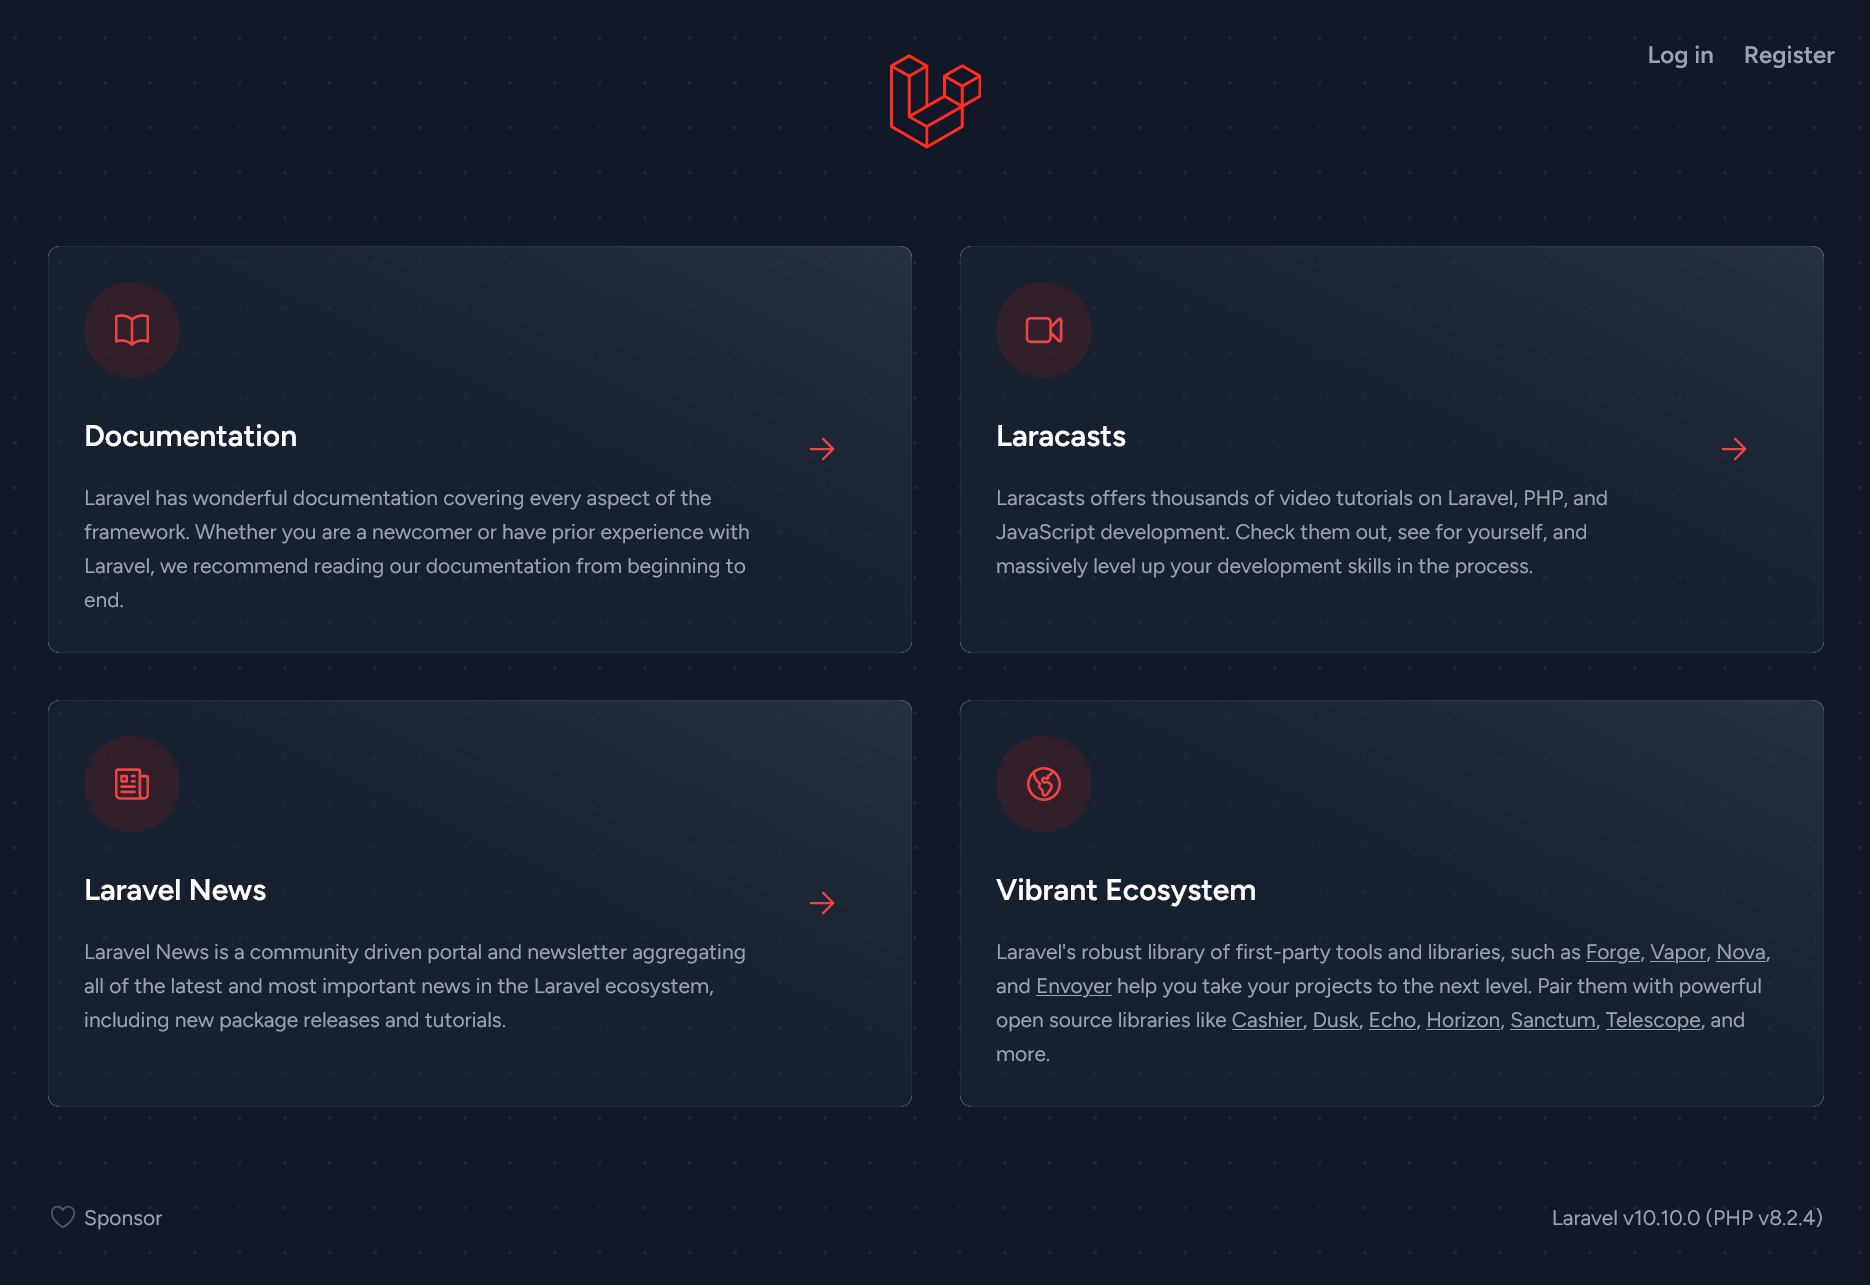 Log in Register
Documentation
Laravel has wonderful documentation covering every aspect of the
framework. Whether you are a newcomer or have prior experience with
Laravel, we recommend reading our documentation from beginning to
end.
Laracasts
Laracasts offers thousands of video tutorials on Laravel, PHP, and
JavaScript development. Check them out, see for yourself, and
massively level up your development skills in the process.
Laravel News
Laravel News is a community driven portal and newsletter aggregating
all of the latest and most important news in the Laravel ecosystem,
including new package releases and tutorials.
Vibrant Ecosystem
Laravel's robust library of first-party tools and libraries, such as Forge, Vapor, Nova,
and Envoyer help you take your projects to the next level. Pair them with powerful
open source libraries like Cashier, Dusk, Echo, Horizon, Sanctum, Telescope, and
more.
Sponsor
Laravel v10.10.0 (PHP v8.2.4)